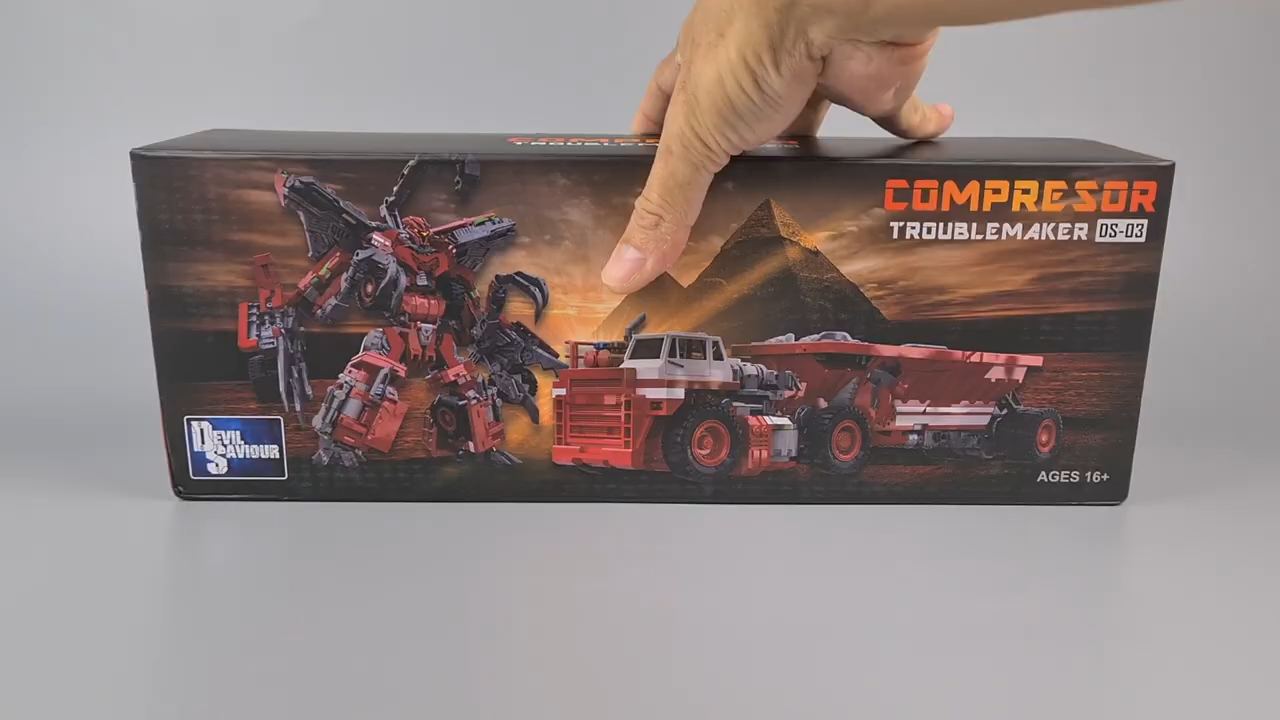 COMPRESOR
TROUBLEMAKER DS-03
DEVIL
SAVIOUR
AGES 16+